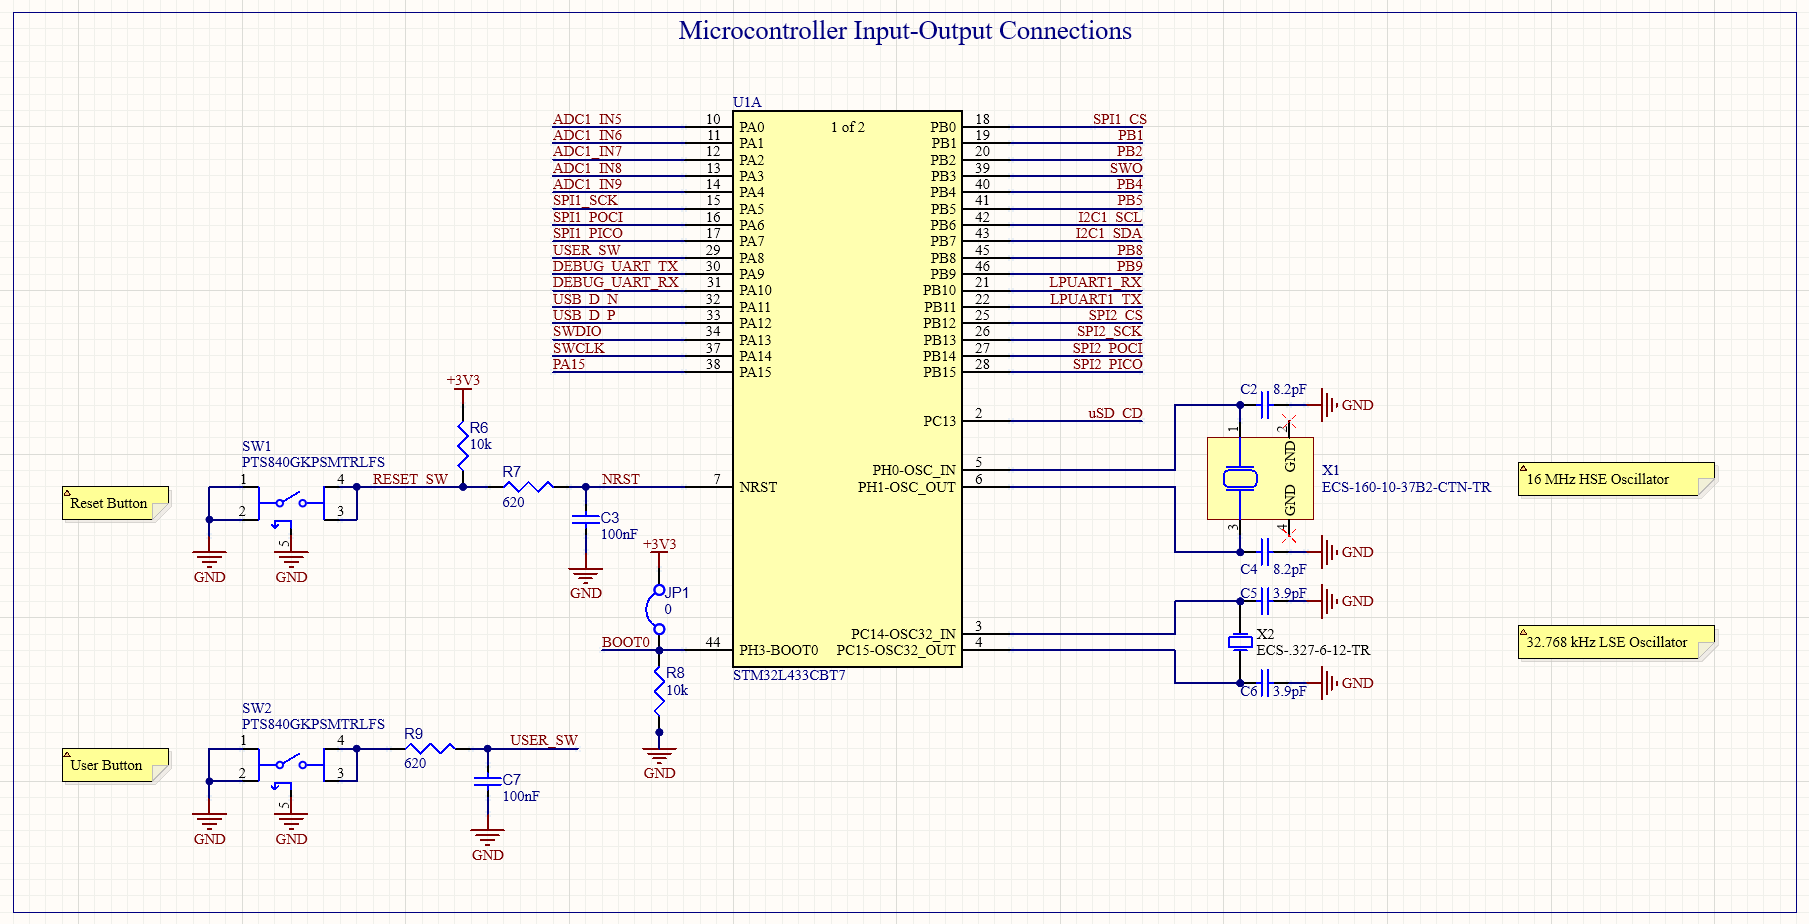 Microcontroller Input-Output Connections
U1A
1 of 2
ADC1_IN5 10 PA0
ADC1_IN6 11 PA1
ADC1_IN7 12 PA2
ADC1_IN8 13 PA3
ADC1_IN9 14 PA4
SPI1_SCK 15 PA5
SPI1_POCI 16 PA6
SPI1_PICO 17 PA7
USER_SW 29 PA8
DEBUG_UART_TX 30 PA9
DEBUG_UART_RX 31 PA10
USB_D_N 32 PA11
USB_D_P 33 PA12
SWDIO 34 PA13
SWCLK 37 PA14
PA15 38 PA15
PB0 18 SPI1_CS
PB1 19 PB1
PB2 20 PB2
PB3 39 SWO
PB4 40 PB4
PB5 41 PB5
PB6 42 I2C1_SCL
PB7 43 I2C1_SDA
PB8 45 PB8
PB9 46 PB9
PB10 21 LPUART1_RX
PB11 22 LPUART1_TX
PB12 25 SPI2_CS
PB13 26 SPI2_SCK
PB14 27 SPI2_POCI
PB15 28 SPI2_PICO
PC13 2 uSD_CD
PH0-OSC_IN 5
PH1-OSC_OUT 6
PC14-OSC32_IN 3
PC15-OSC32_OUT 4
NRST 7 NRST
BOOT0 44 PH3-BOOT0
STM32L433CBT7
Reset Button
SW1
PTS840GKPSMTRLFS
1 4
2 3
5
GND GND
RESET_SW
+3V3
R6
10k
R7
620
C3
100nF
GND
+3V3
JP1
0
R8
10k
GND
User Button
SW2
PTS840GKPSMTRLFS
1 4
2 3
5
GND GND
R9
620
USER_SW
C7
100nF
GND
C2 8.2pF GND
1 2 GND
X1
ECS-160-10-37B2-CTN-TR
3 4 GND
C4 8.2pF GND
16 MHz HSE Oscillator
C5 3.9pF GND
X2
ECS-.327-6-12-TR
C6 3.9pF GND
32.768 kHz LSE Oscillator